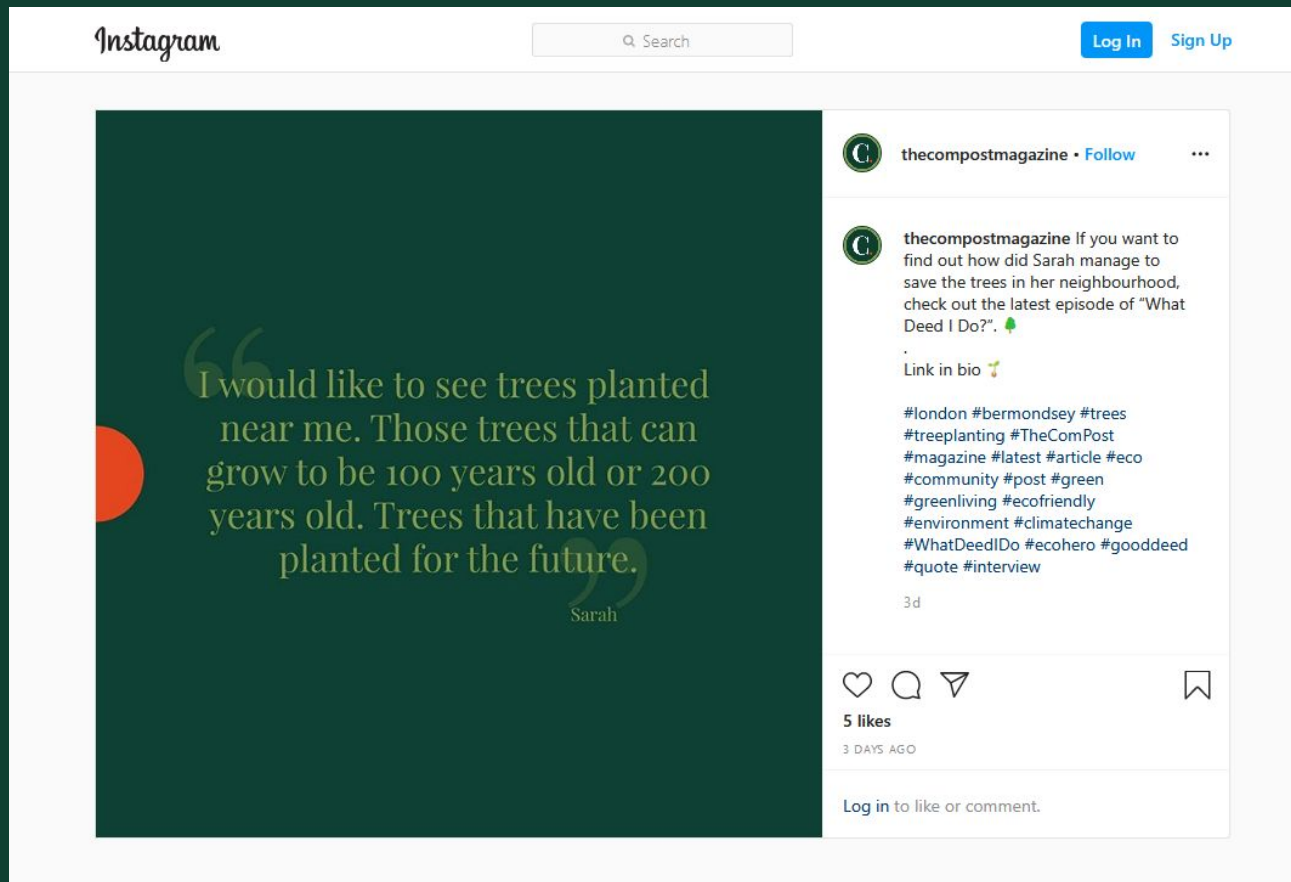 Instagram
Search
Log In
Sign Up
“
I would like to see trees planted
near me. Those trees that can
grow to be 100 years old or 200
years old. Trees that have been
planted for the future.
”
Sarah
C.
thecompostmagazine • Follow
•••
C.
thecompostmagazine If you want to
find out how did Sarah manage to
save the trees in her neighbourhood,
check out the latest episode of “What
Deed I Do?”. 🌳
.
Link in bio 🌱
#london #bermondsey #trees
#treeplanting #TheComPost
#magazine #latest #article #eco
#community #post #green
#greenliving #ecofriendly
#environment #climatechange
#WhatDeedIDo #ecohero #gooddeed
#quote #interview
3d
5 likes
3 DAYS AGO
Log in to like or comment.